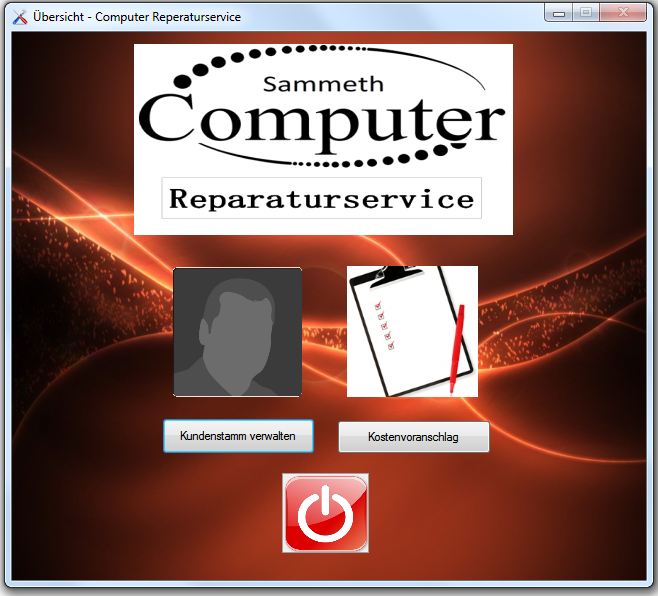 Übersicht - Computer Reperaturservice
Sammeth
Computer
Reparaturservice
Kundenstamm verwalten
Kostenvoranschlag